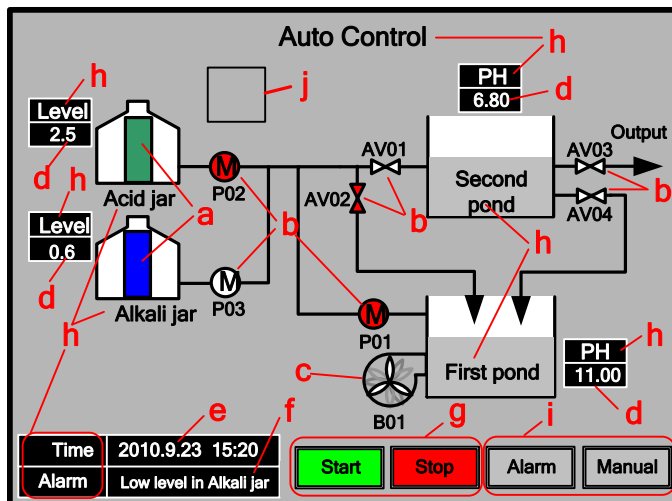 Auto Control
h
h
PH
6.80
d
j
Level
2.5
d
h
Acid jar
a
M
P02
b
AV01
AV02
b
Second
pond
h
AV03
Output
b
AV04
Level
0.6
d
h
Alkali jar
M
P03
b
M
P01
First pond
PH
h
11.00
d
c
B01
e
f
g
i
Time
2010.9.23 15:20
Alarm
Low level in Alkali jar
Start
Stop
Alarm
Manual